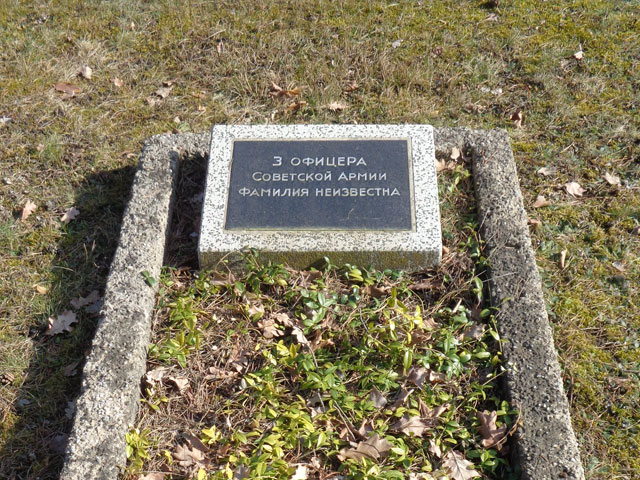 3 ОФИЦЕРА
СОВЕТСКОЙ АРМИИ
ФАМИЛИЯ НЕИЗВЕСТНА